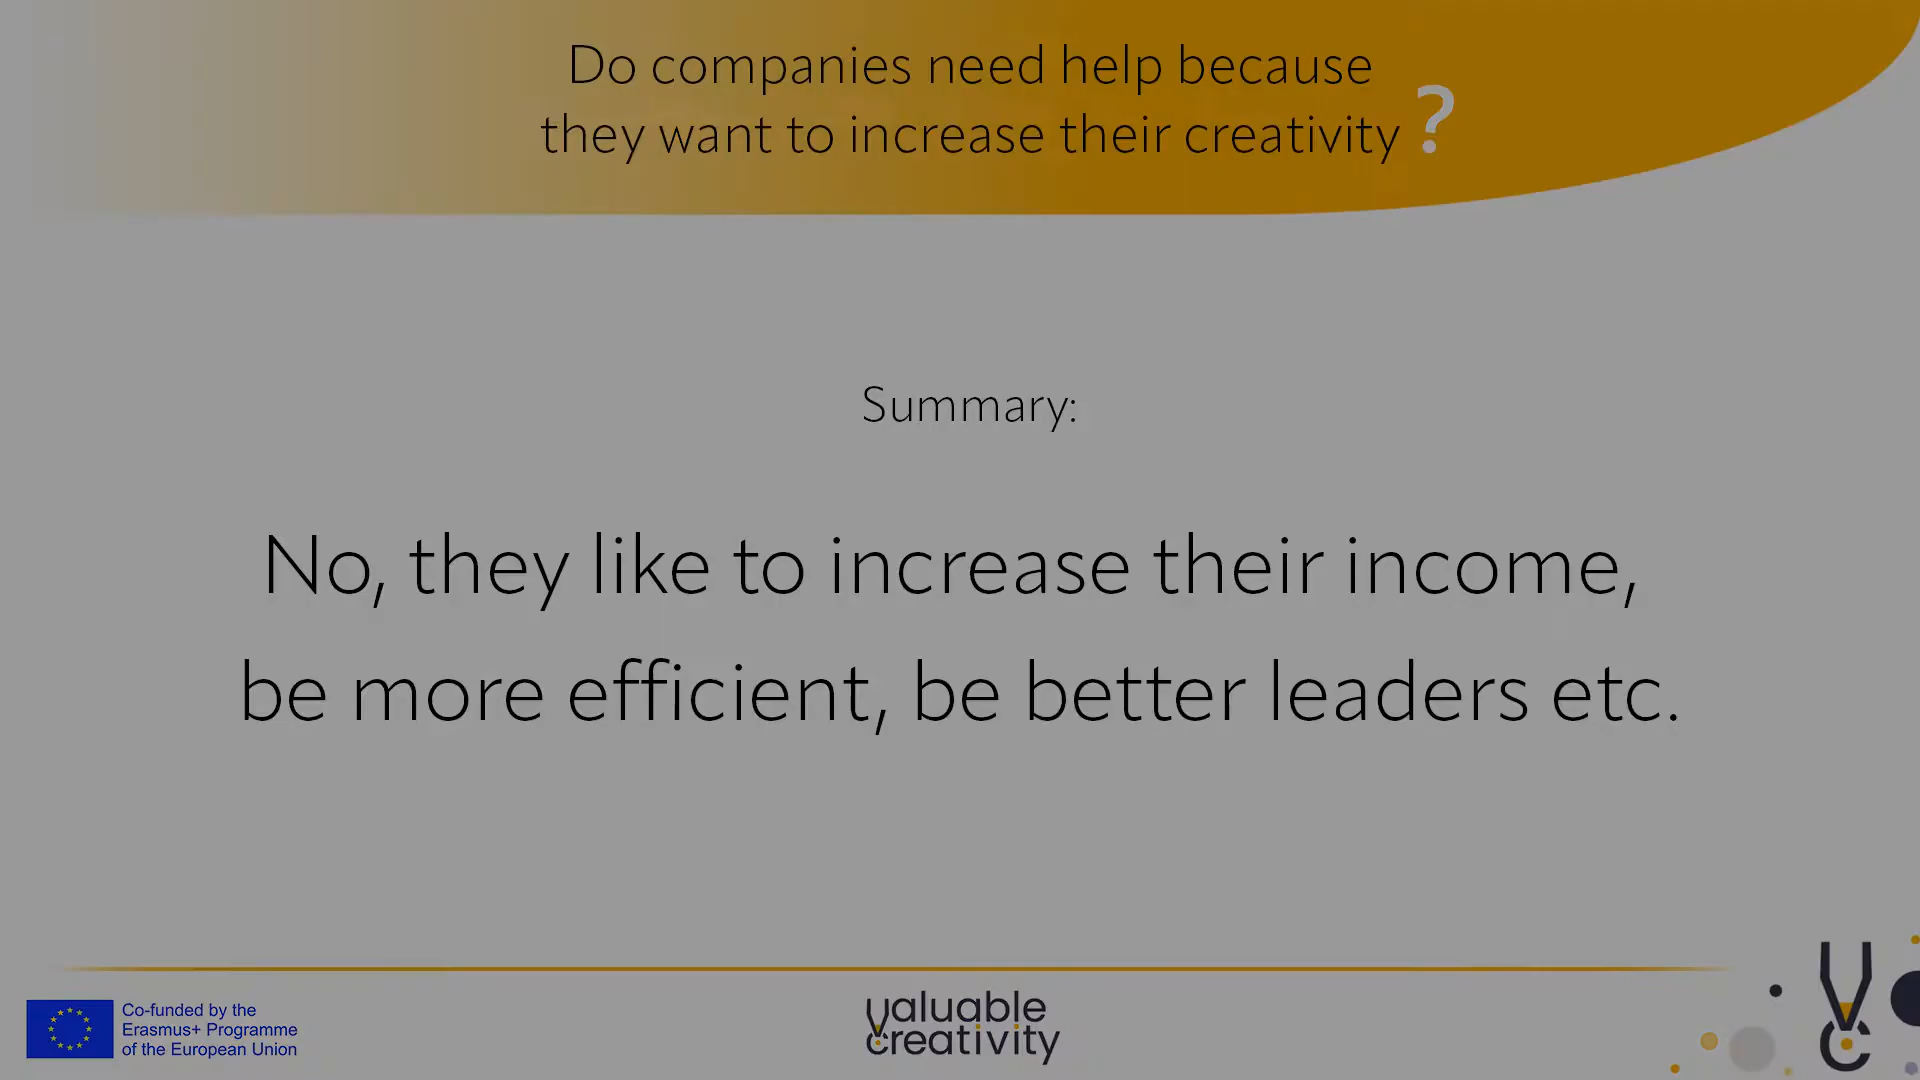 Do companies need help because
they want to increase their creativity ?
Summary:
No, they like to increase their income,
be more efficient, be better leaders etc.
Co-funded by the
Erasmus+ Programme
of the European Union
valuable
creativity
VC